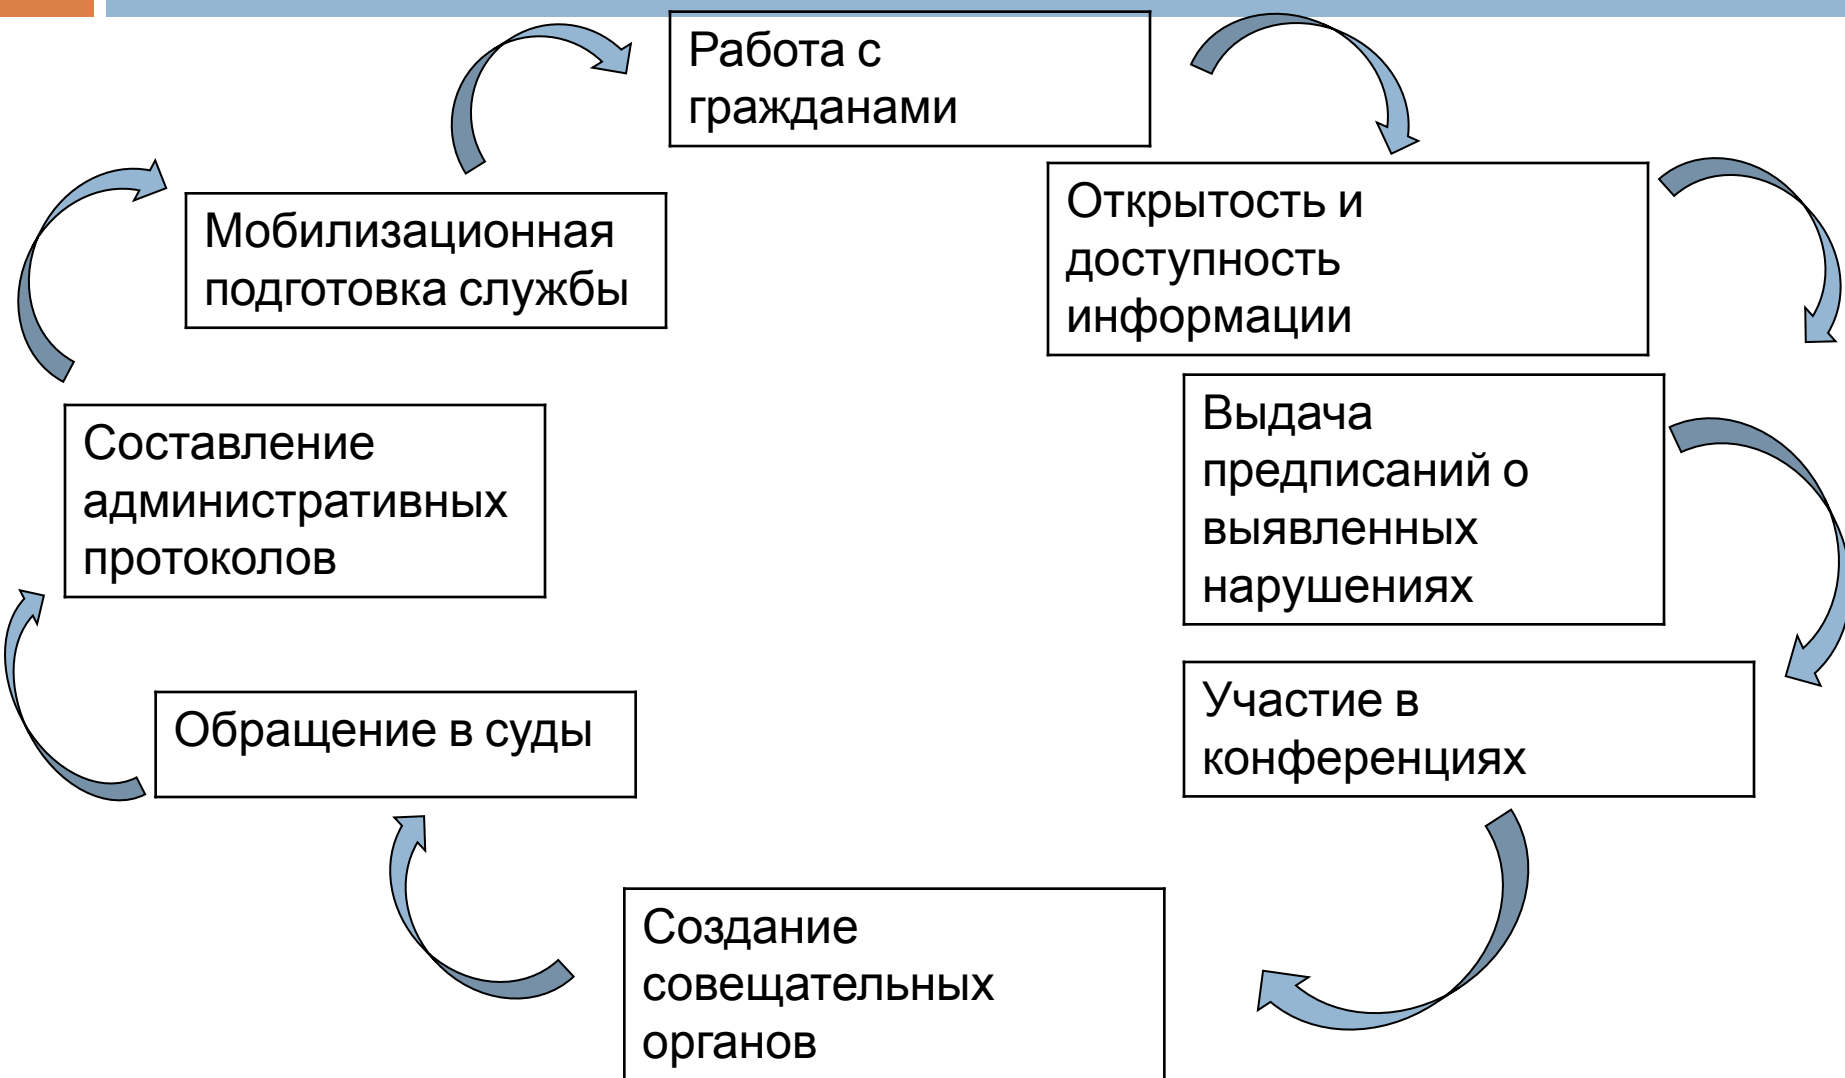 Работа с
гражданами
Открытость и
доступность
информации
Выдача
предписаний о
выявленных
нарушениях
Участие в
конференциях
Создание
совещательных
органов
Обращение в суды
Составление
административных
протоколов
Мобилизационная
подготовка службы